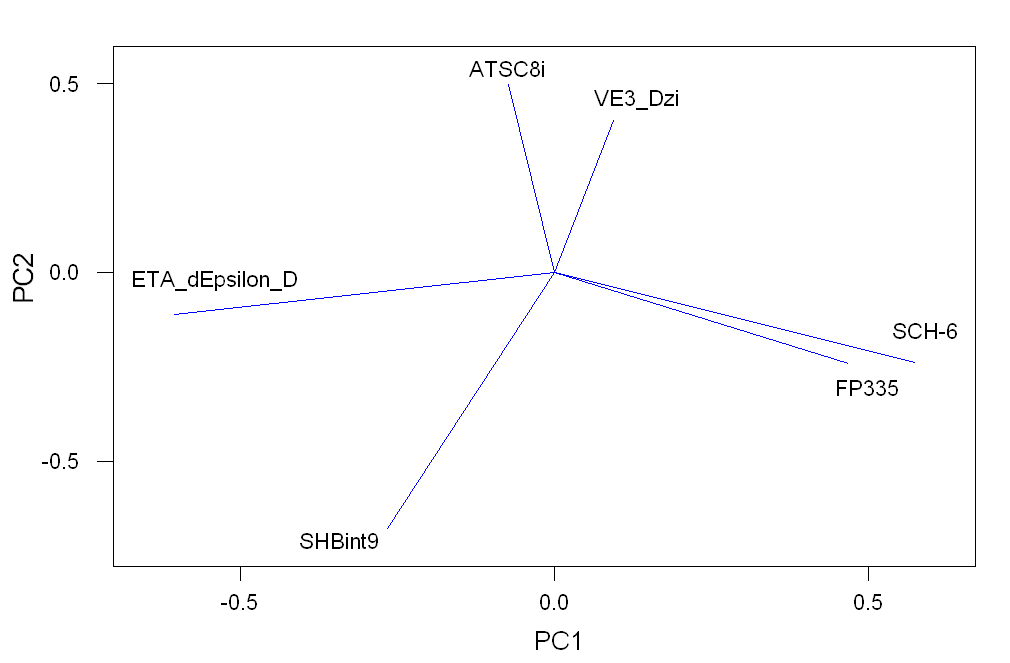 ATSC8i
0.5
VE3_Dzi
PC2
0.0
ETA_dEpsilon_D
SCH-6
FP335
-0.5
SHBint9
-0.5
0.0
0.5
PC1